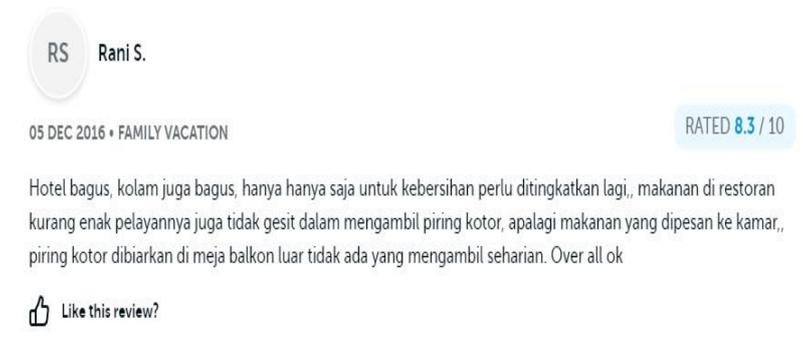 RS
Rani S.
05 DEC 2016 • FAMILY VACATION
RATED 8.3 / 10
Hotel bagus, kolam juga bagus, hanya hanya saja untuk kebersihan perlu ditingkatkan lagi,, makanan di restoran
kurang enak pelayannya juga tidak gesit dalam mengambil piring kotor, apalagi makanan yang dipesan ke kamar,,
piring kotor dibiarkan di meja balkon luar tidak ada yang mengambil seharian. Over all ok
Like this review?